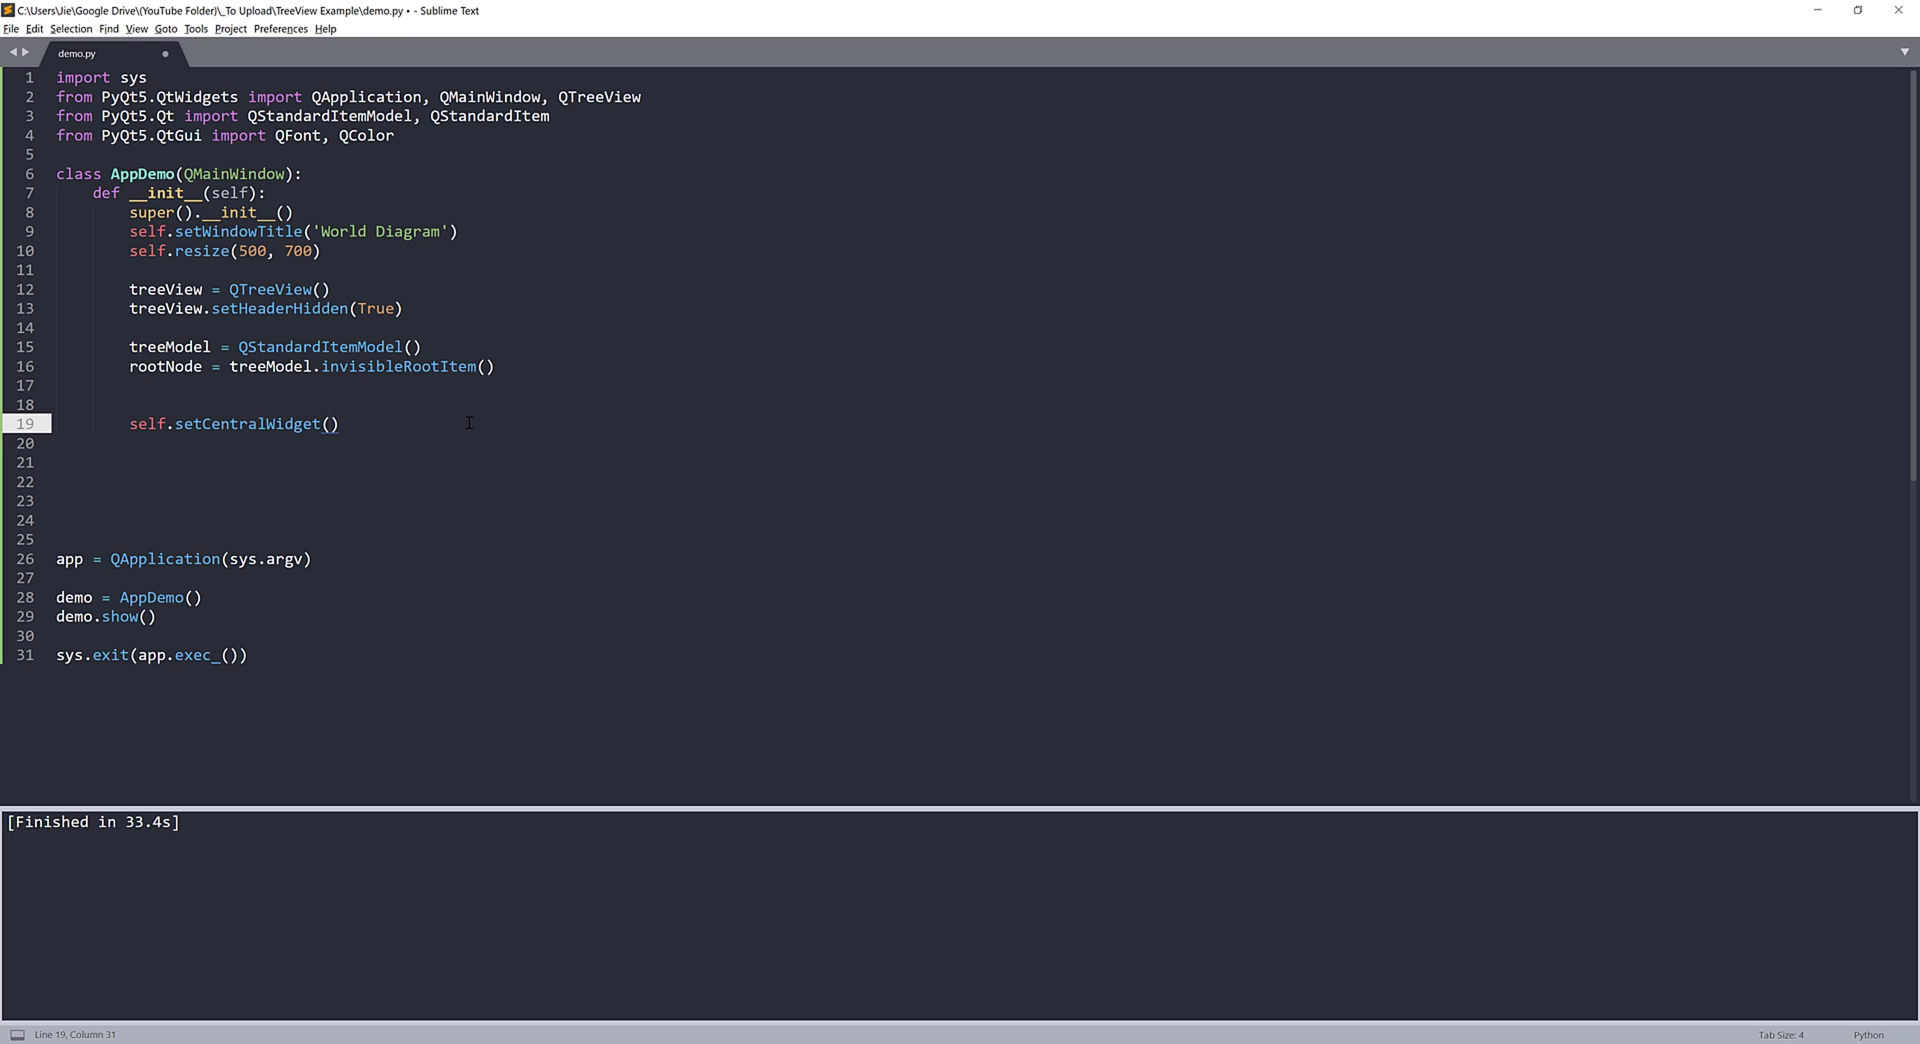 C:\Users\Jie\Google Drive\(YouTube Folder)\_To Upload\TreeView Example\demo.py • - Sublime Text
File Edit Selection Find View Goto Tools Project Preferences Help
demo.py
1 import sys
2 from PyQt5.QtWidgets import QApplication, QMainWindow, QTreeView
3 from PyQt5.Qt import QStandardItemModel, QStandardItem
4 from PyQt5.QtGui import QFont, QColor
5
6 class AppDemo(QMainWindow):
7     def __init__(self):
8         super().__init__()
9         self.setWindowTitle('World Diagram')
10         self.resize(500, 700)
11
12         treeView = QTreeView()
13         treeView.setHeaderHidden(True)
14
15         treeModel = QStandardItemModel()
16         rootNode = treeModel.invisibleRootItem()
17
18
19         self.setCentralWidget()
20
21
22
23
24
25
26 app = QApplication(sys.argv)
27
28 demo = AppDemo()
29 demo.show()
30
31 sys.exit(app.exec_())
[Finished in 33.4s]
Line 19, Column 31 Tab Size: 4 Python